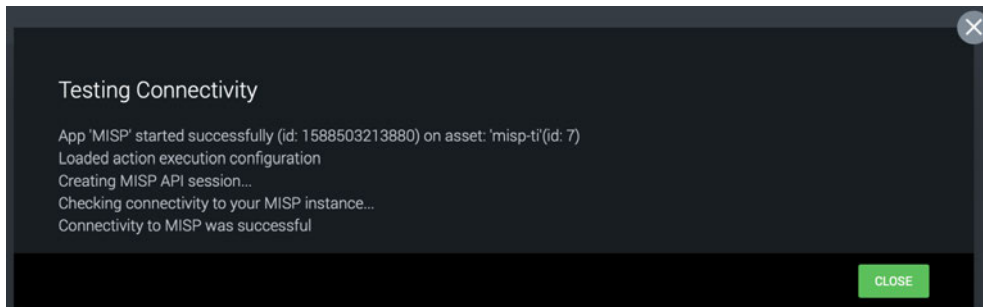 Testing Connectivity
App 'MISP' started successfully (id: 1588503213880) on asset: 'misp-ti'(id: 7)
Loaded action execution configuration
Creating MISP API session...
Checking connectivity to your MISP instance...
Connectivity to MISP was successful
CLOSE